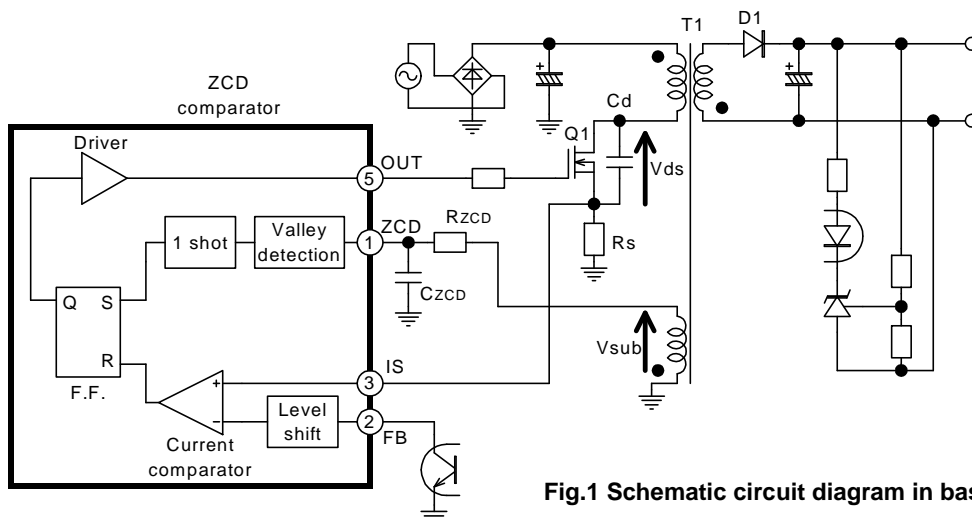 T1
D1
ZCD
comparator
+
+
Cd
Driver
Q1
OUT
5
Vds
ZCD
RZCD
1 shot
Valley
detection
1
Rs
CZCD
Q
S
R
Vsub
F.F.
IS
+
3
−
Level
shift
2
FB
Current
comparator
Fig.1 Schematic circuit diagram in bas